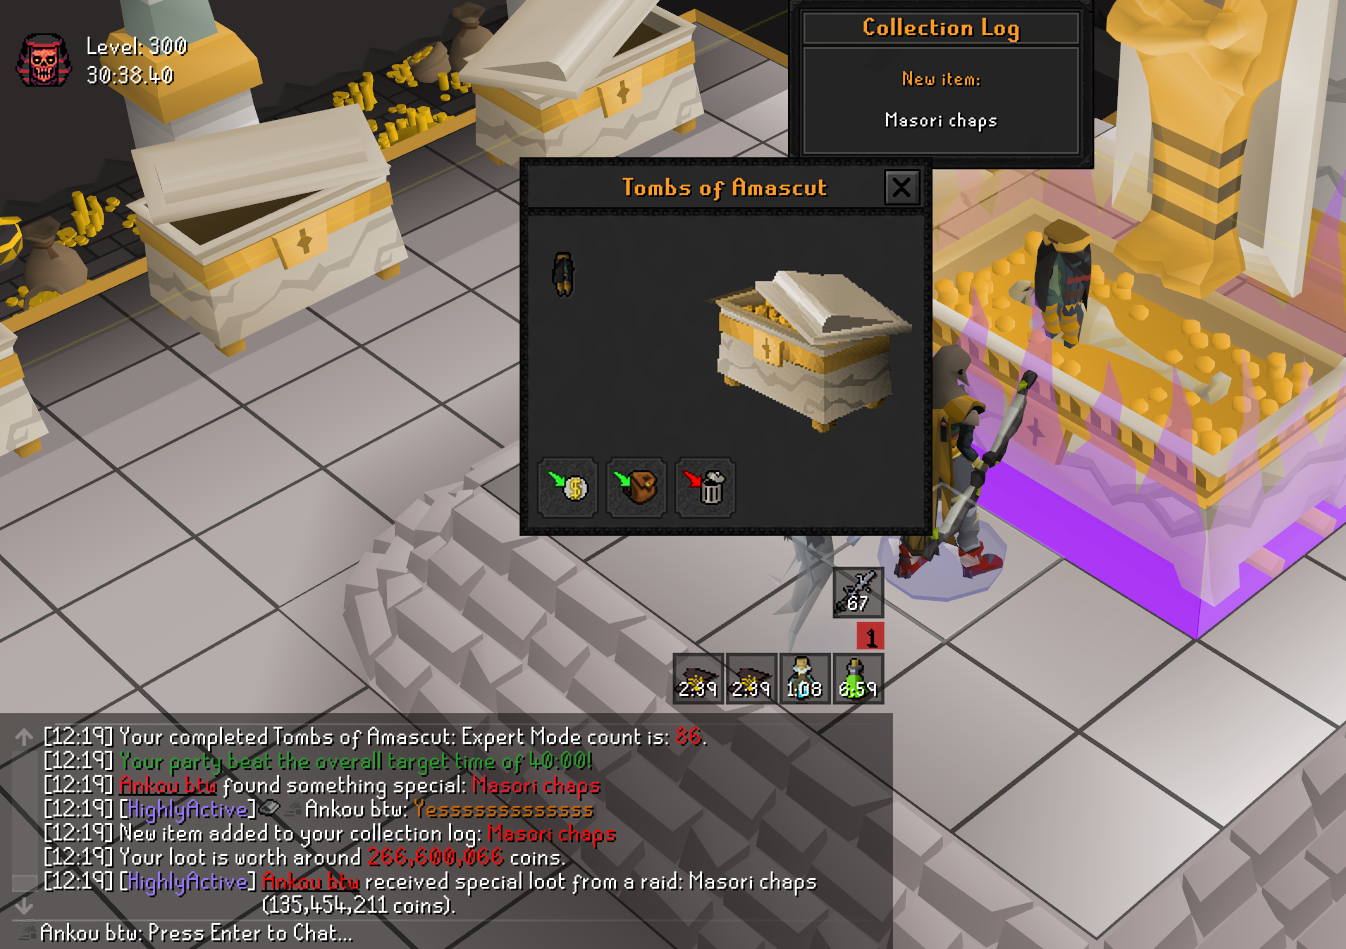 Level: 300
30:38.40
Collection Log
New item:
Masori chaps
Tombs of Amascut
67
1
2:39
2:39
1:08
6:59
[12:19] Your completed Tombs of Amascut: Expert Mode count is: 86.
[12:19] Your party beat the overall target time of 40:00!
[12:19] Ankou btw found something special: Masori chaps
[12:19] [HighlyActive] Ankou btw: Yesssssssssssss
[12:19] New item added to your collection log: Masori chaps
[12:19] Your loot is worth around 266,600,066 coins.
[12:19] [HighlyActive] Ankou btw received special loot from a raid: Masori chaps
(135,454,211 coins).
Ankou btw: Press Enter to Chat...